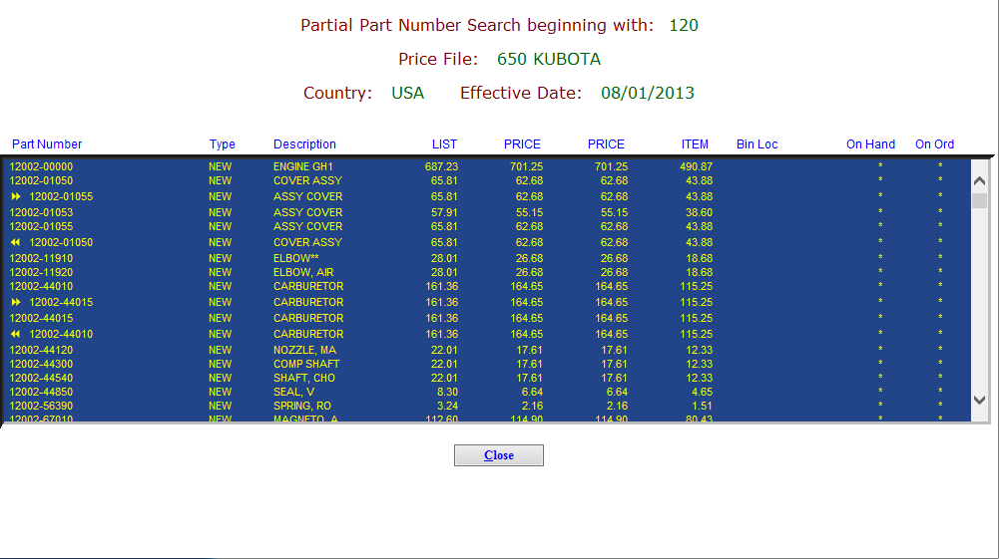 Partial Part Number Search beginning with: 120
Price File: 650 KUBOTA
Country: USA Effective Date: 08/01/2013
Part Number Type Description LIST PRICE PRICE ITEM Bin Loc On Hand On Ord
12002-00000 NEW ENGINE GH1 687.23 701.25 701.25 490.87 * *
12002-01050 NEW COVER ASSY 65.81 62.68 62.68 43.88 * *
12002-01055 NEW ASSY COVER 65.81 62.68 62.68 43.88 * *
12002-01053 NEW ASSY COVER 57.91 55.15 55.15 38.60 * *
12002-01055 NEW ASSY COVER 65.81 62.68 62.68 43.88 * *
12002-01050 NEW COVER ASSY 65.81 62.68 62.68 43.88 * *
12002-11910 NEW ELBOW** 28.01 26.68 26.68 18.68 * *
12002-11920 NEW ELBOW, AIR 28.01 26.68 26.68 18.68 * *
12002-44010 NEW CARBURETOR 161.36 164.65 164.65 115.25 * *
12002-44015 NEW CARBURETOR 161.36 164.65 164.65 115.25 * *
12002-44015 NEW CARBURETOR 161.36 164.65 164.65 115.25 * *
12002-44010 NEW CARBURETOR 161.36 164.65 164.65 115.25 * *
12002-44120 NEW NOZZLE, MA 22.01 17.61 17.61 12.33 * *
12002-44300 NEW COMP SHAFT 22.01 17.61 17.61 12.33 * *
12002-44540 NEW SHAFT, CHO 22.01 17.61 17.61 12.33 * *
12002-44850 NEW SEAL, V 8.30 6.64 6.64 4.65 * *
12002-56390 NEW SPRING, RO 3.24 2.16 2.16 1.51 * *
12002-67010 NEW MAGNETO, A 112.60 114.90 114.90 80.43 * *
Close